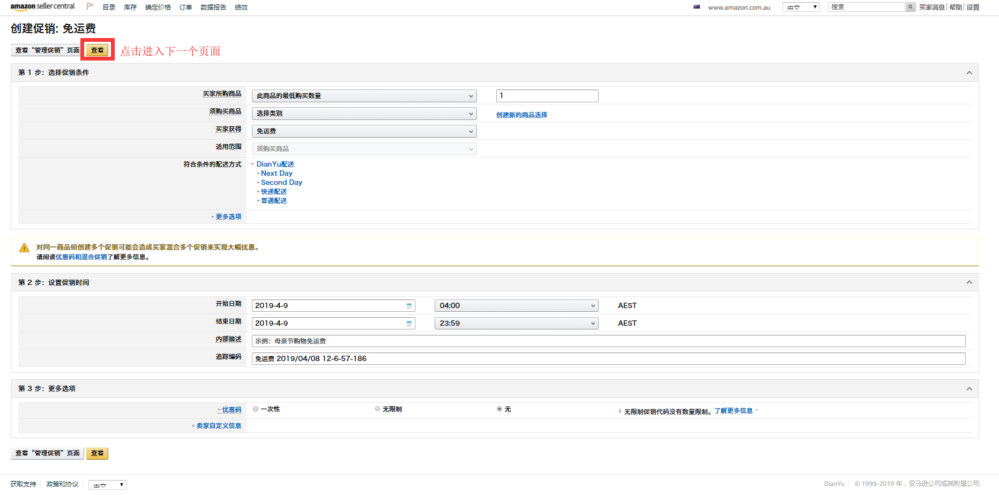 amazon seller central 目录 库存 确定价格 订单 数据报告 绩效 www.amazon.com.au 中文 搜索 买家消息 帮助 设置
创建促销: 免运费
查看“管理促销”页面 查看 点击进入下一个页面
第 1 步：选择促销条件
买家所购商品 此商品的最低购买数量 1
须购买商品 选择类别 创建新的商品选择
买家获得 免运费
适用范围 须购买商品
符合条件的配送方式 DianYu配送
Next Day
Second Day
快递配送
普通配送
更多选项
对同一商品组创建多个促销可能会造成买家混合多个促销来实现大幅优惠。
请阅读优惠码和混合促销了解更多信息。
第 2 步：设置促销时间
开始日期 2019-4-9 04:00 AEST
结束日期 2019-4-9 23:59 AEST
内部描述 示例：母亲节购物免运费
追踪编码 免运费 2019/04/08 12-6-57-186
第 3 步：更多选项
优惠码 一次性 无限制 无 i 无限制促销代码没有数量限制。了解更多信息
卖家自定义信息
查看“管理促销”页面 查看
获取支持 政策和协议 中文 DianYu © 1999-2019 年，亚马逊公司或其附属公司